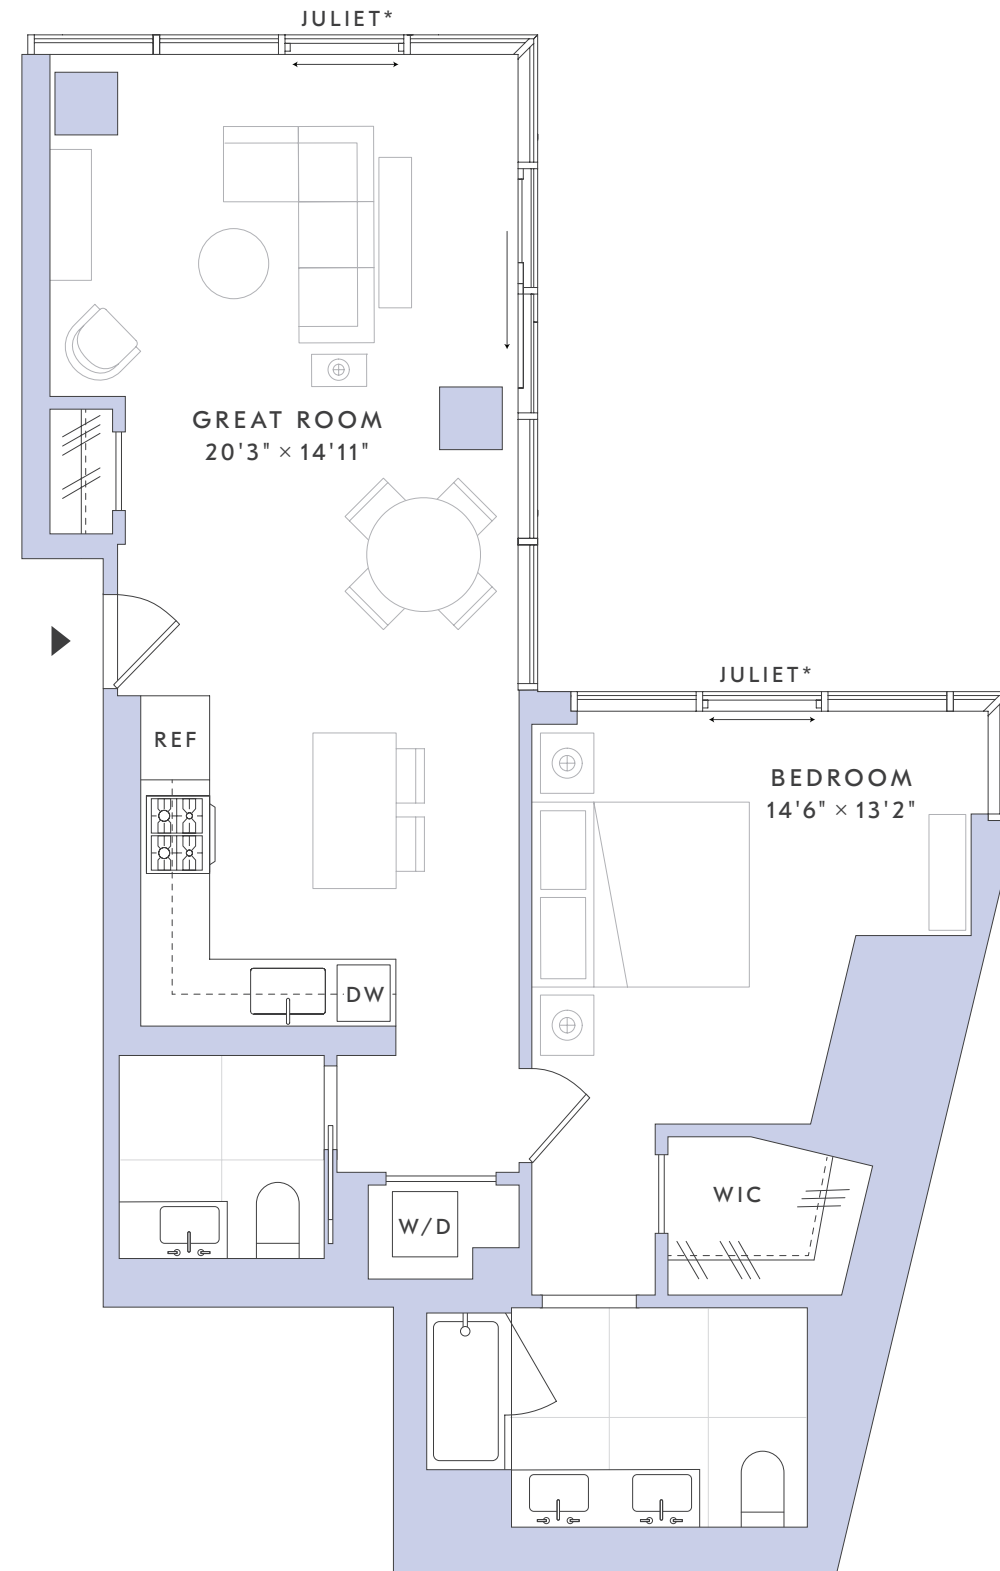 JULIET*
GREAT ROOM
20'3" × 14'11"
JULIET*
REF
BEDROOM
14'6" × 13'2"
DW
WIC
W/D